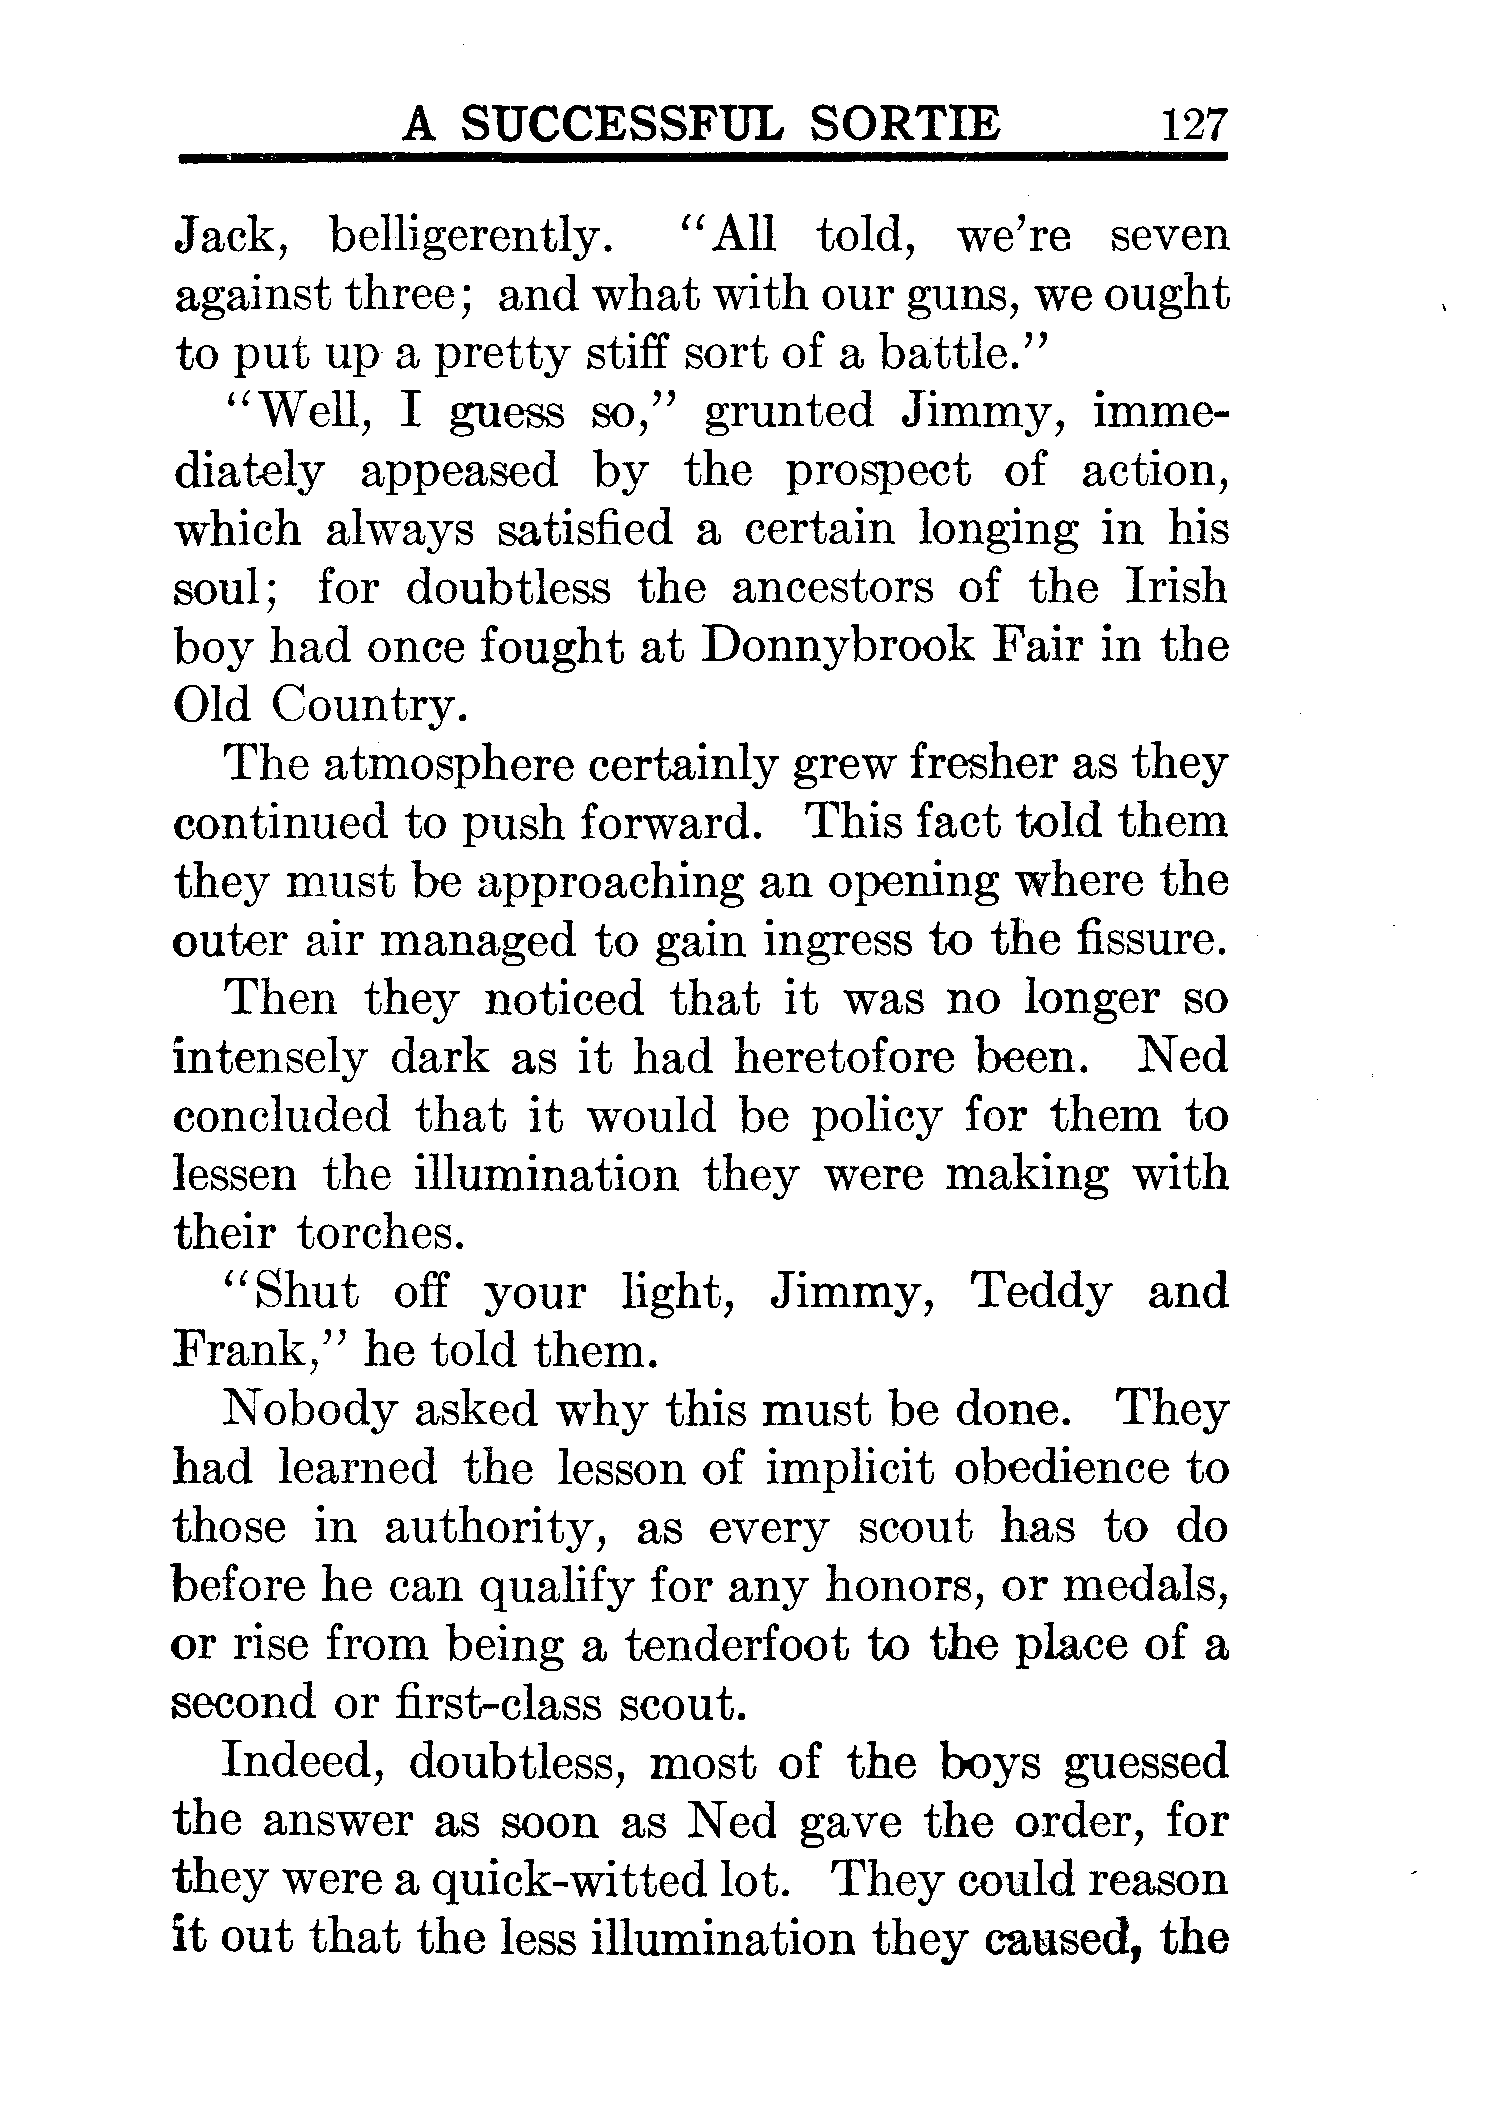 A SUCCESSFUL SORTIE 127
Jack, belligerently. "All told, we're seven
against three; and what with our guns, we ought
to put up a pretty stiff sort of a battle."
"Well, I guess so," grunted Jimmy, imme-
diately appeased by the prospect of action,
which always satisfied a certain longing in his
soul; for doubtless the ancestors of the Irish
boy had once fought at Donnybrook Fair in the
Old Country.
The atmosphere certainly grew fresher as they
continued to push forward. This fact told them
they must be approaching an opening where the
outer air managed to gain ingress to the fissure.
Then they noticed that it was no longer so
intensely dark as it had heretofore been. Ned
concluded that it would be policy for them to
lessen the illumination they were making with
their torches.
"Shut off your light, Jimmy, Teddy and
Frank," he told them.
Nobody asked why this must be done. They
had learned the lesson of implicit obedience to
those in authority, as every scout has to do
before he can qualify for any honors, or medals,
or rise from being a tenderfoot to the place of a
second or first-class scout.
Indeed, doubtless, most of the boys guessed
the answer as soon as Ned gave the order, for
they were a quick-witted lot. They could reason
it out that the less illumination they caused, the